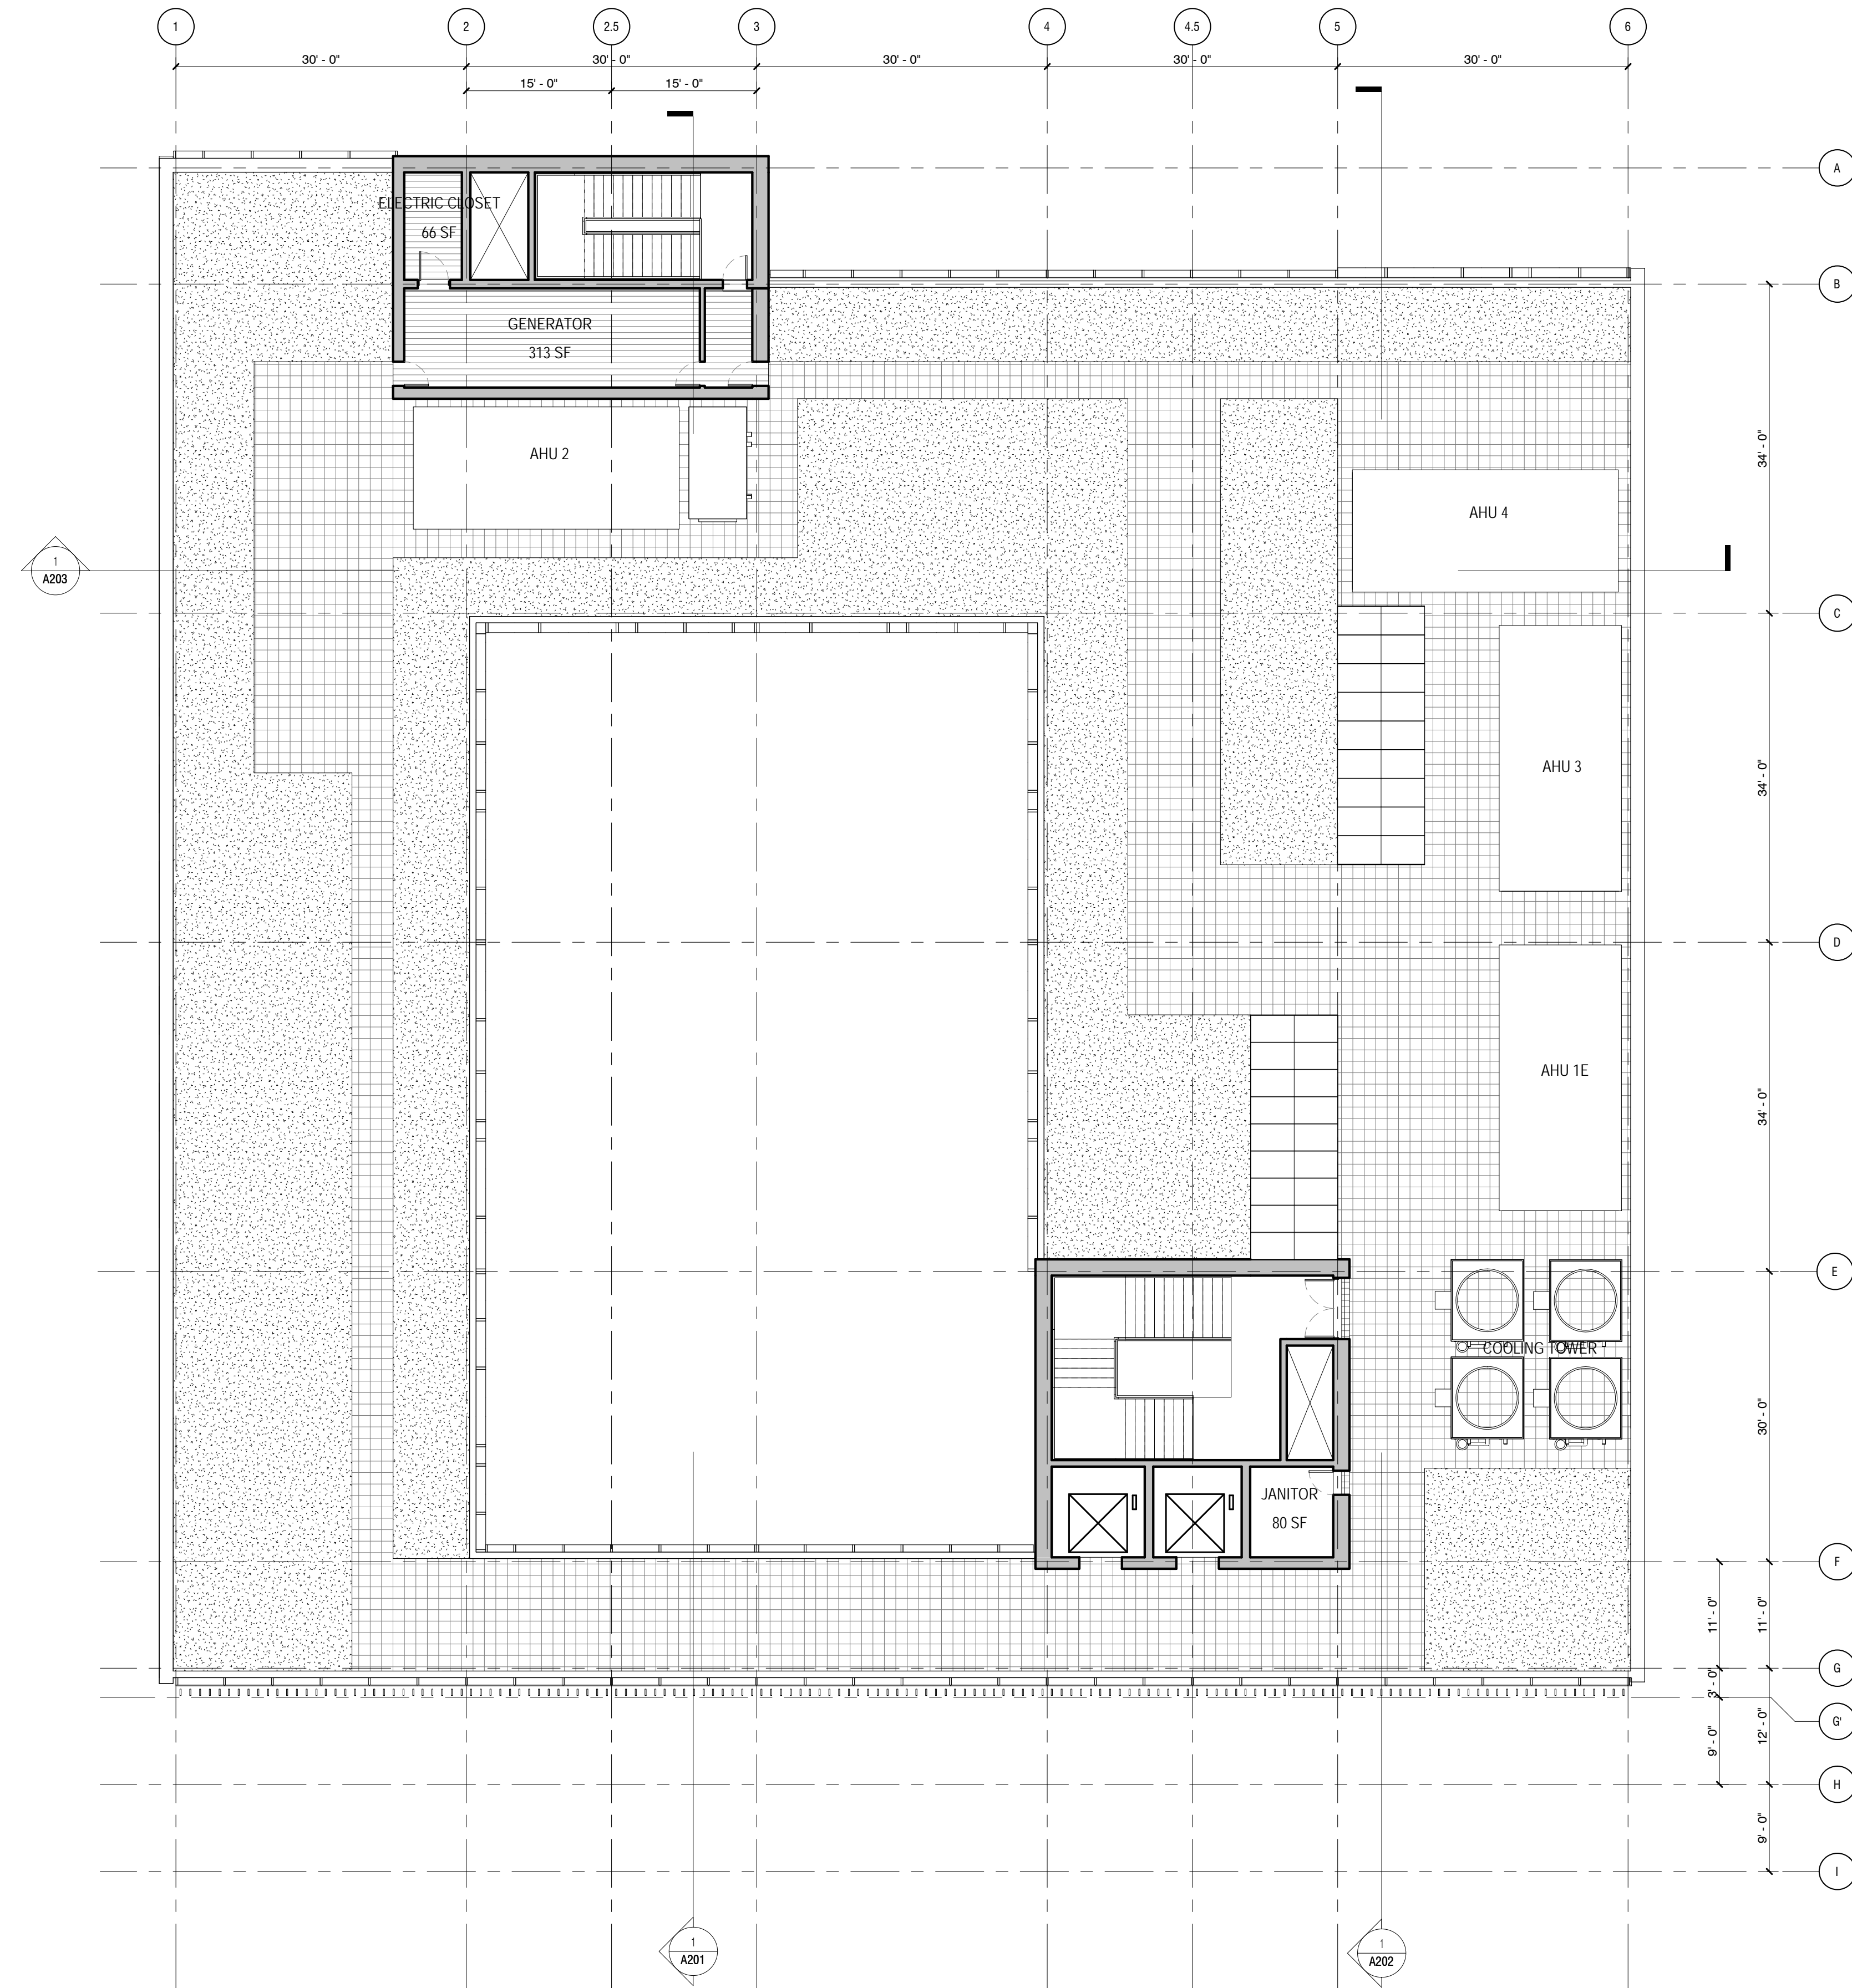 1
2
2.5
3
4
4.5
5
6
30' - 0"
30' - 0"
30' - 0"
30' - 0"
30' - 0"
15' - 0"
15' - 0"
A
ELECTRIC CLOSET
66 SF
B
GENERATOR
313 SF
34' - 0"
AHU 2
AHU 4
1
A203
C
AHU 3
34' - 0"
D
AHU 1E
34' - 0"
E
COOLING TOWER
30' - 0"
JANITOR
80 SF
F
11' - 0"
11' - 0"
G
3' - 0"
G'
9' - 0"
12' - 0"
H
9' - 0"
I
1
A201
1
A202